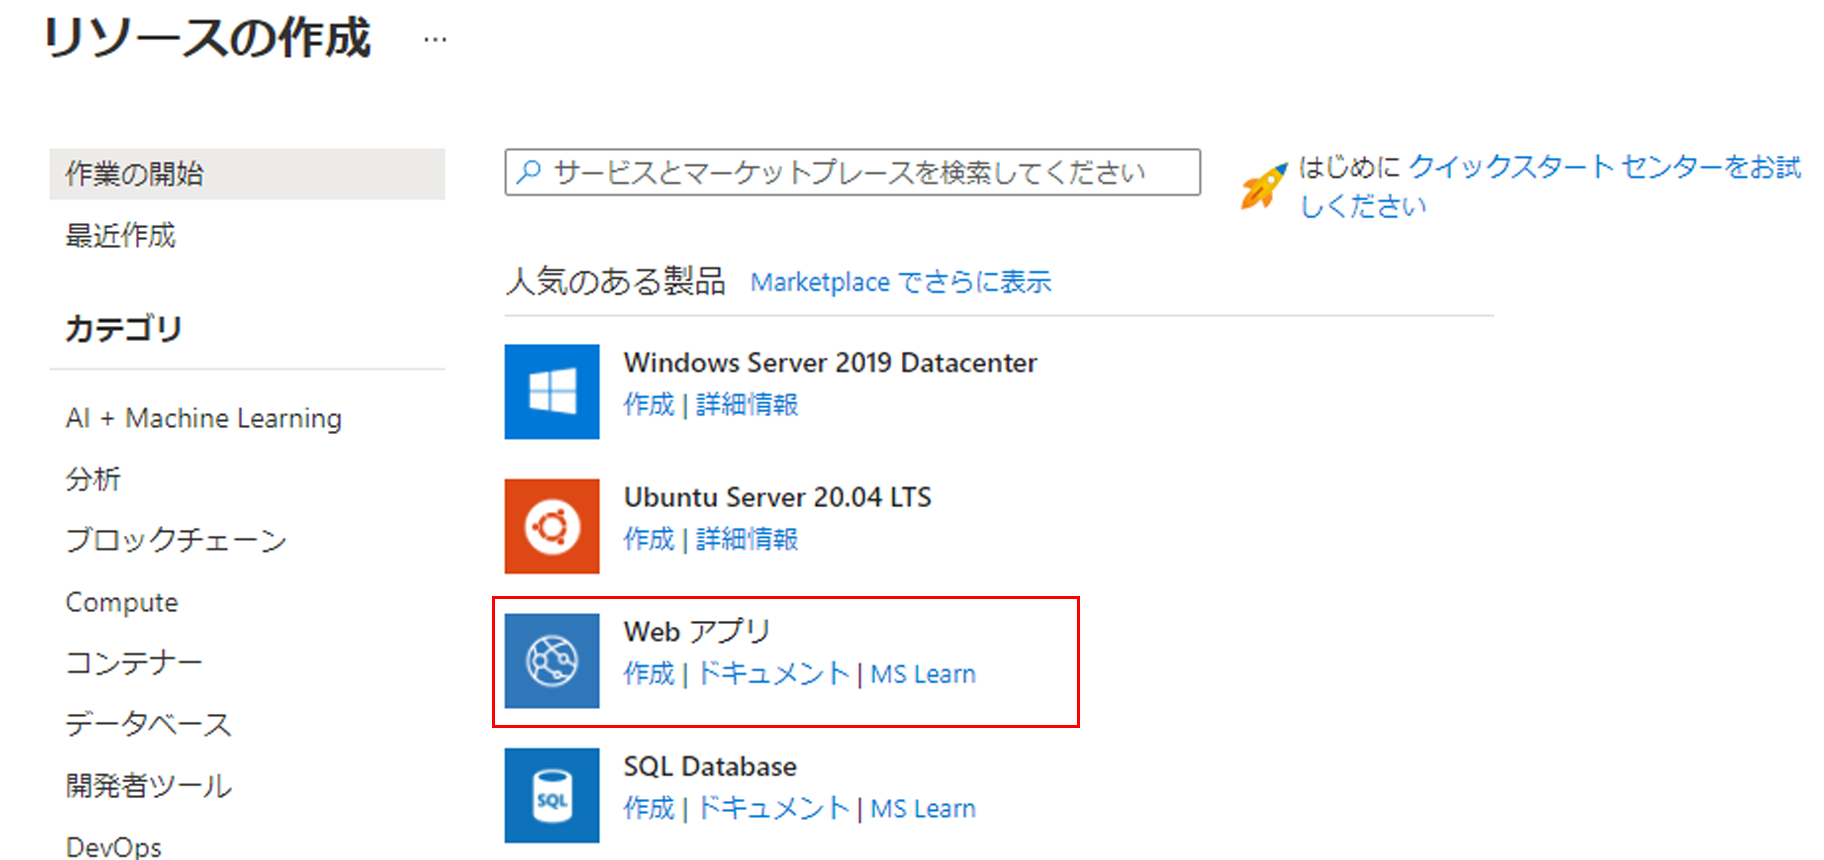 リソースの作成 …
作業の開始
最近作成
カテゴリ
AI + Machine Learning
分析
ブロックチェーン
Compute
コンテナー
データベース
開発者ツール
DevOps
サービスとマーケットプレースを検索してください
はじめに クイックスタート センターをお試
しください
人気のある製品 Marketplace でさらに表示
Windows Server 2019 Datacenter
作成 | 詳細情報
Ubuntu Server 20.04 LTS
作成 | 詳細情報
Web アプリ
作成 | ドキュメント | MS Learn
SQL
SQL Database
作成 | ドキュメント | MS Learn